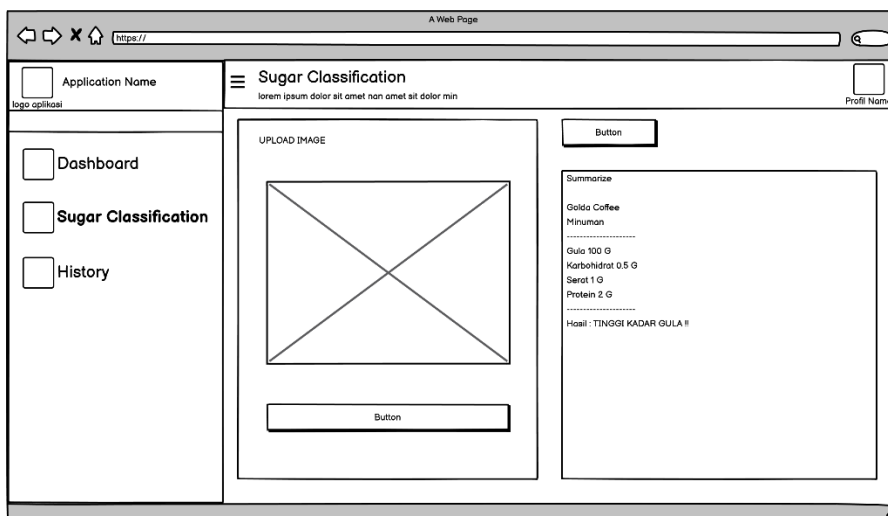 A Web Page
https://
Application Name
logo aplikasi
Sugar Classification
lorem ipsum dolor sit amet nan amet sit dolor min
Profil Name
Dashboard
Sugar Classification
History
UPLOAD IMAGE
Button
Button
Summarize
Golda Coffee
Minuman
---------------------
Gula 100 G
Karbohidrat 0.5 G
Serat 1 G
Protein 2 G
---------------------
Hasil : TINGGI KADAR GULA !!